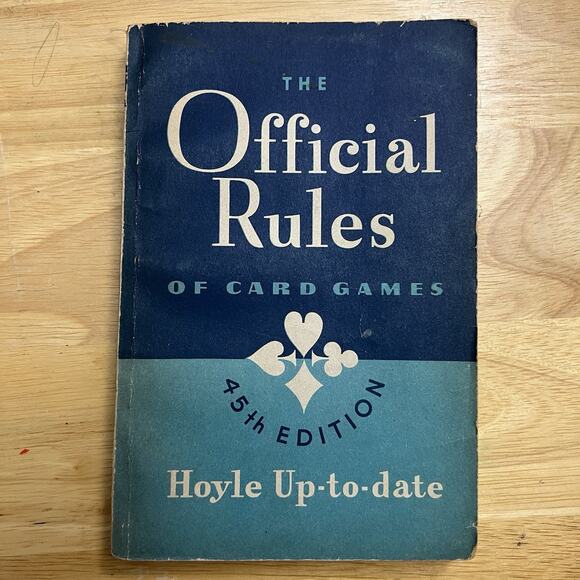 THE
Official
Rules
OF CARD GAMES
45th EDITION
Hoyle Up-to-date